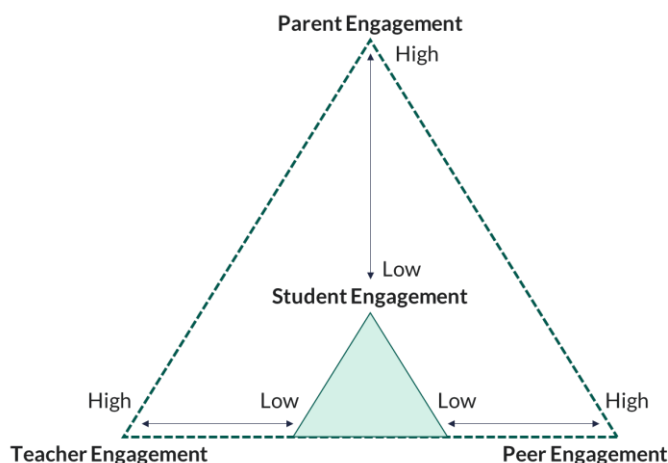 Parent Engagement
High
Low
Student Engagement
High
Low
Low
High
Teacher Engagement
Peer Engagement